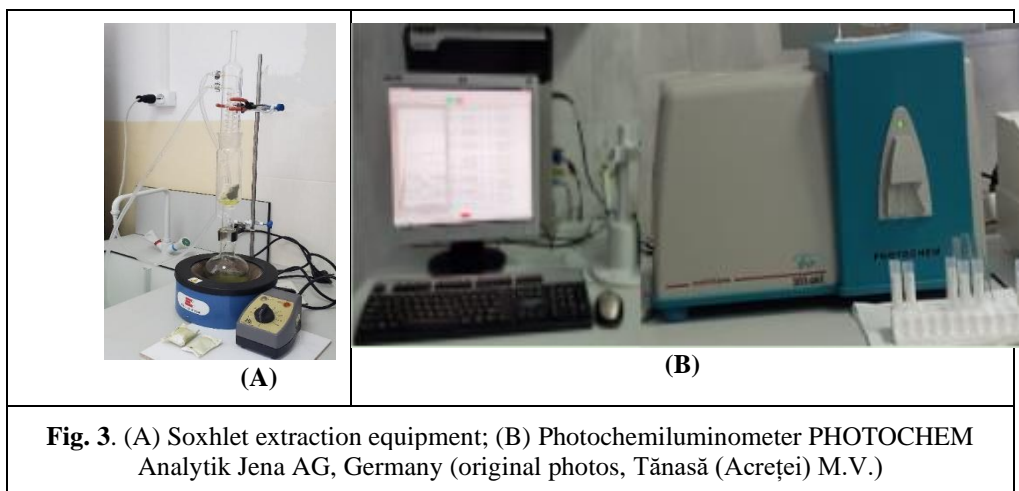 (A)
PHOTOCHEM
(B)
Fig. 3. (A) Soxhlet extraction equipment; (B) Photochemiluminometer PHOTOCHEM
Analytik Jena AG, Germany (original photos, Tănasă (Acreței) M.V.)